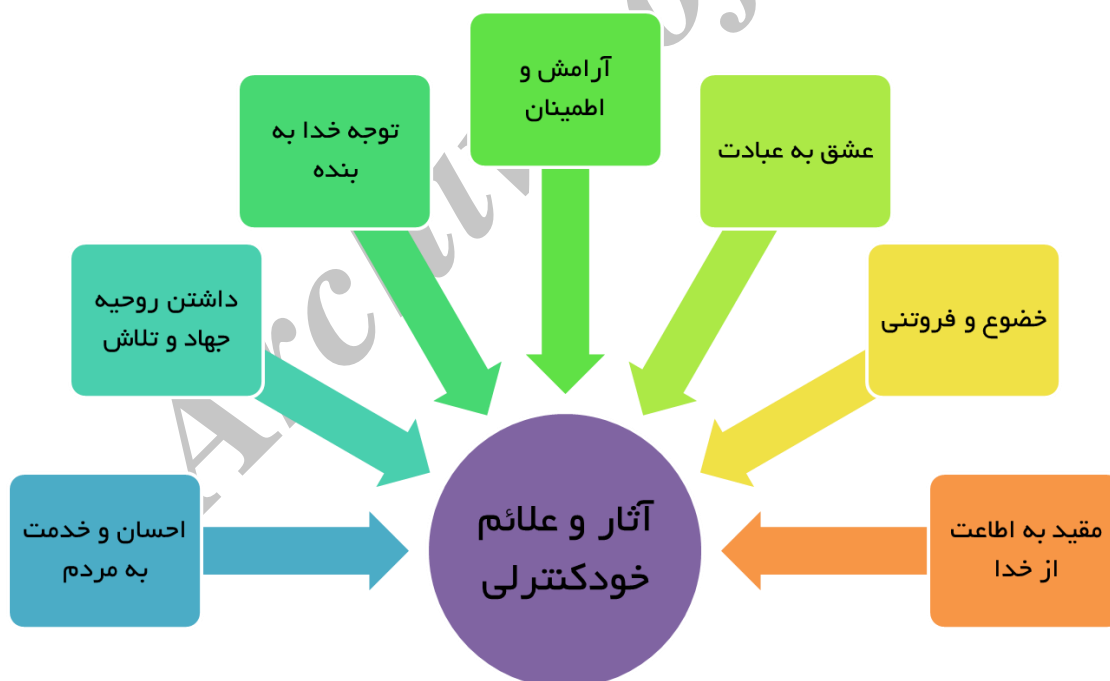 آرامش و
اطمینان
توجه خدا به
بنده
عشق به عبادت
داشتن روحیه
جهاد و تلاش
خضوع و فروتنی
احسان و خدمت
به مردم
مقید به اطاعت
از خدا
آثار و علائم
خودکنترلی